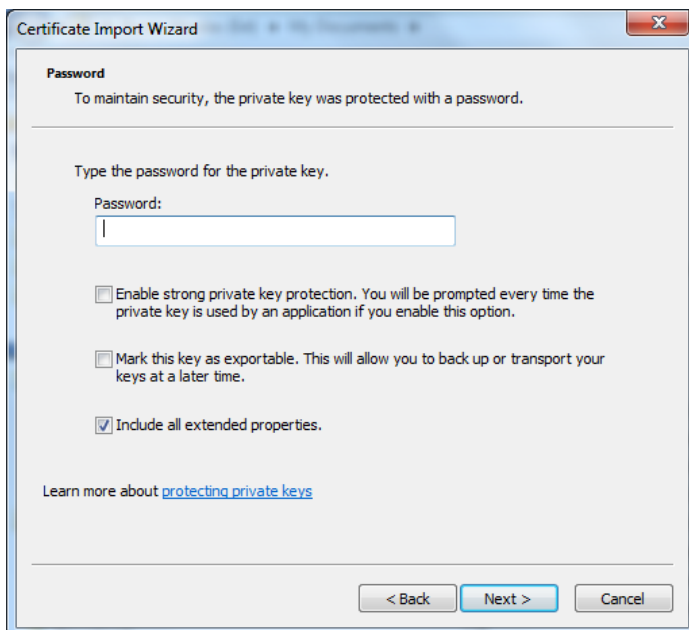 Certificate Import Wizard
Password
To maintain security, the private key was protected with a password.
Type the password for the private key.
Password:
Enable strong private key protection. You will be prompted every time the
private key is used by an application if you enable this option.
Mark this key as exportable. This will allow you to back up or transport your
keys at a later time.
Include all extended properties.
Learn more about protecting private keys
< Back
Next >
Cancel